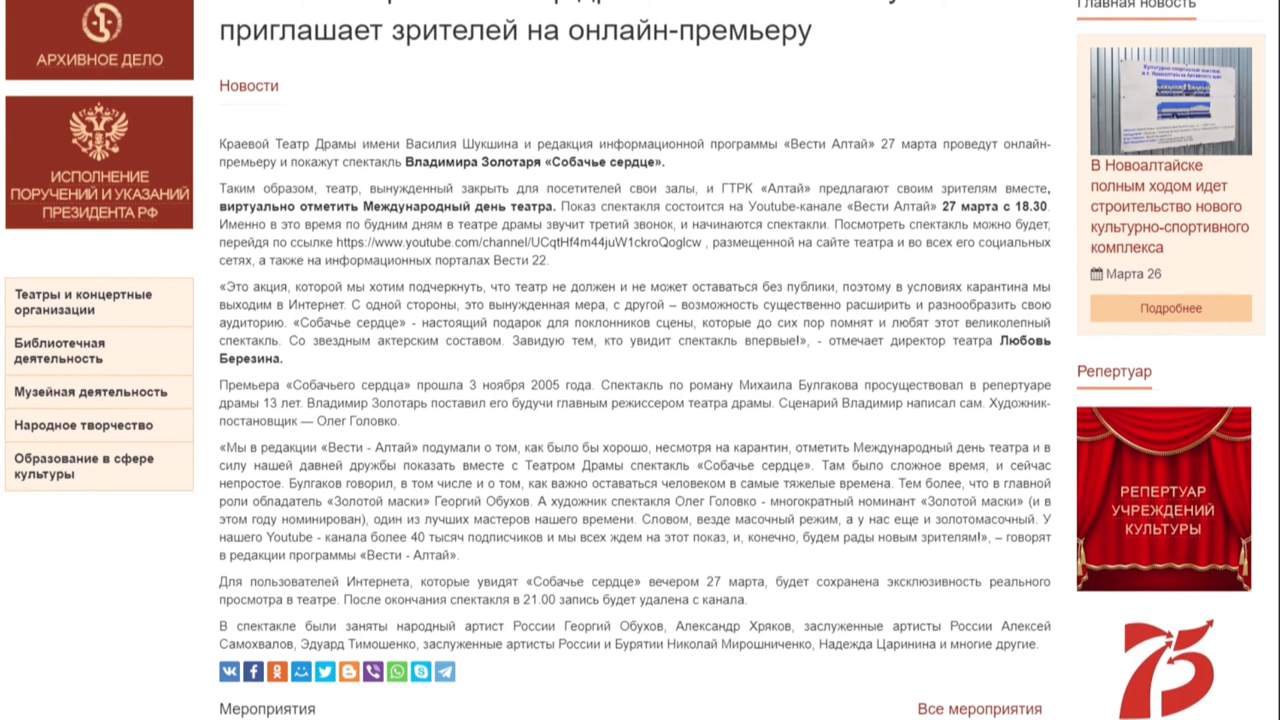 приглашает зрителей на онлайн-премьеру
Новости
Краевой Театр Драмы имени Василия Шукшина и редакция информационной программы «Вести Алтай» 27 марта проведут онлайн-
премьеру и покажут спектакль Владимира Золотаря «Собачье сердце».
Таким образом, театр, вынужденный закрыть для посетителей свои залы, и ГТРК «Алтай» предлагают своим зрителям вместе,
виртуально отметить Международный день театра. Показ спектакля состоится на Youtube-канале «Вести Алтай» 27 марта с 18.30.
Именно в это время по будним дням в театре драмы звучит третий звонок, и начинаются спектакли. Посмотреть спектакль можно будет,
перейдя по ссылке https://www.youtube.com/channel/UCqtHf4m44juW1ckroQoglcw , размещенной на сайте театра и во всех его социальных
сетях, а также на информационных порталах Вести 22.
«Это акция, которой мы хотим подчеркнуть, что театр не должен и не может оставаться без публики, поэтому в условиях карантина мы
выходим в Интернет. С одной стороны, это вынужденная мера, с другой – возможность существенно расширить и разнообразить свою
аудиторию. «Собачье сердце» - настоящий подарок для поклонников сцены, которые до сих пор помнят и любят этот великолепный
спектакль. Со звездным актерским составом. Завидую тем, кто увидит спектакль впервые!», - отмечает директор театра Любовь
Березина.
Премьера «Собачьего сердца» прошла 3 ноября 2005 года. Спектакль по роману Михаила Булгакова просуществовал в репертуаре
драмы 13 лет. Владимир Золотарь поставил его будучи главным режиссером театра драмы. Сценарий Владимир написал сам. Художник-
постановщик — Олег Головко.
«Мы в редакции «Вести - Алтай» подумали о том, как было бы хорошо, несмотря на карантин, отметить Международный день театра и в
силу нашей давней дружбы показать вместе с Театром Драмы спектакль «Собачье сердце». Там было сложное время, и сейчас
непростое. Булгаков говорил, в том числе и о том, как важно оставаться человеком в самые тяжелые времена. Тем более, что в главной
роли обладатель «Золотой маски» Георгий Обухов. А художник спектакля Олег Головко - многократный номинант «Золотой маски» (и в
этом году номинирован), один из лучших мастеров нашего времени. Словом, везде масочный режим, а у нас еще и золотомасочный. У
нашего Youtube - канала более 40 тысяч подписчиков и мы всех ждем на этот показ, и, конечно, будем рады новым зрителям!», – говорят
в редакции программы «Вести - Алтай».
Для пользователей Интернета, которые увидят «Собачье сердце» вечером 27 марта, будет сохранена эксклюзивность реального
просмотра в театре. После окончания спектакля в 21.00 запись будет удалена с канала.
В спектакле были заняты народный артист России Георгий Обухов, Александр Хряков, заслуженные артисты России Алексей
Самохвалов, Эдуард Тимошенко, заслуженные артисты России и Бурятии Николай Мирошниченко, Надежда Царинина и многие другие.
Мероприятия
Все мероприятия
АРХИВНОЕ ДЕЛО
ИСПОЛНЕНИЕ
ПОРУЧЕНИЙ И УКАЗАНИЙ
ПРЕЗИДЕНТА РФ
Театры и концертные
организации
Библиотечная
деятельность
Музейная деятельность
Народное творчество
Образование в сфере
культуры
Главная новость
В Новоалтайске
полным ходом идет
строительство нового
культурно-спортивного
комплекса
Марта 26
Подробнее
Репертуар
РЕПЕРТУАР
УЧРЕЖДЕНИЙ
КУЛЬТУРЫ
75